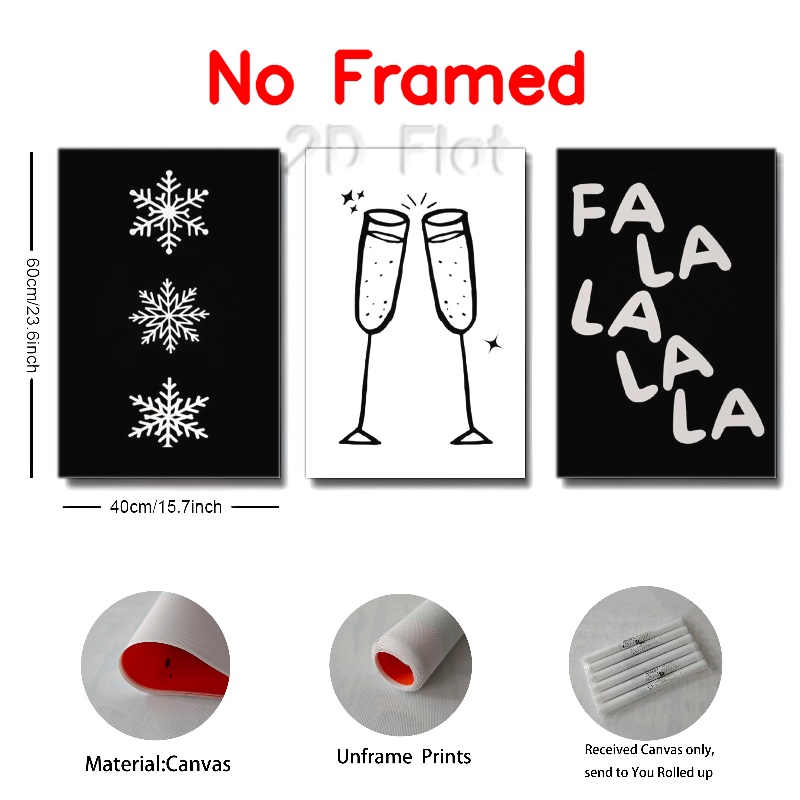 No Framed
2D Flat
60cm/23.6inch
40cm/15.7inch
FA
LA
LA
LA
LA
Material:Canvas
Unframe Prints
Received Canvas only,
send to You Rolled up